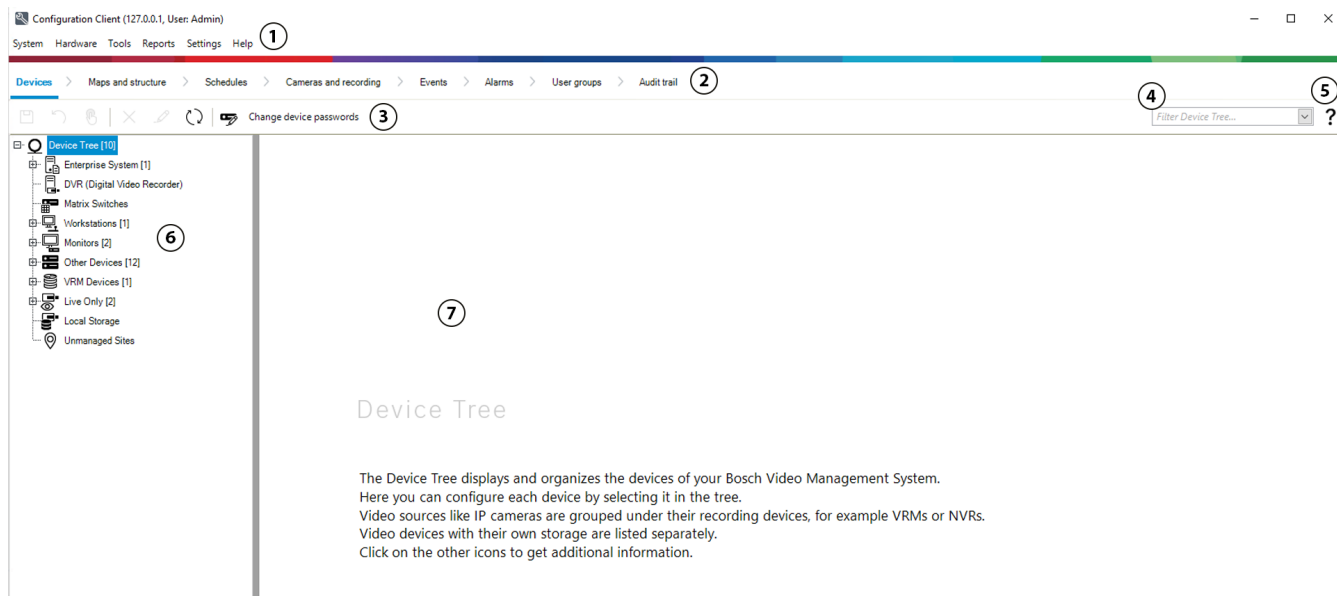 Configuration Client (127.0.0.1, User: Admin)
System Hardware Tools Reports Settings Help 1
Devices > Maps and structure > Schedules > Cameras and recording > Events > Alarms > User groups > Audit trail 2
Change device passwords 3
4
Filter Device Tree...
5
?
Device Tree [10]
Enterprise System [1]
DVR (Digital Video Recorder)
Matrix Switches
Workstations [1]
Monitors [2]
6
Other Devices [12]
VRM Devices [1]
Live Only [2]
Local Storage
Unmanaged Sites
7
Device Tree
The Device Tree displays and organizes the devices of your Bosch Video Management System.
Here you can configure each device by selecting it in the tree.
Video sources like IP cameras are grouped under their recording devices, for example VRMs or NVRs.
Video devices with their own storage are listed separately.
Click on the other icons to get additional information.